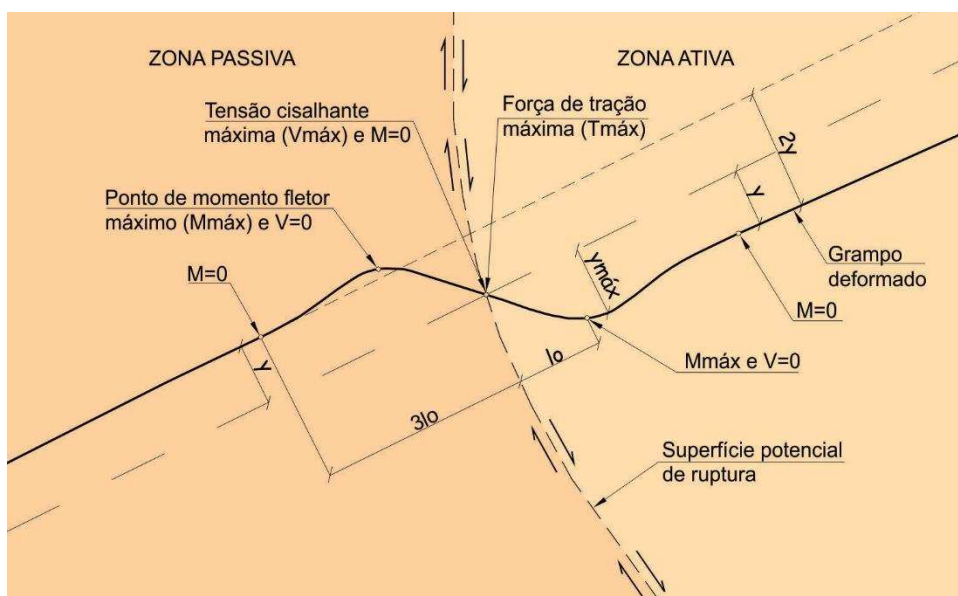 ZONA PASSIVA
ZONA ATIVA
Tensão cisalhante
máxima (Vmáx) e M=0
Força de tração
máxima (Tmáx)
Ponto de momento fletor
máximo (Mmáx) e V=0
2y
y
M=0
ymáx
Grampo
deformado
M=0
y
lo
Mmáx e V=0
3lo
Superfície potencial
de ruptura